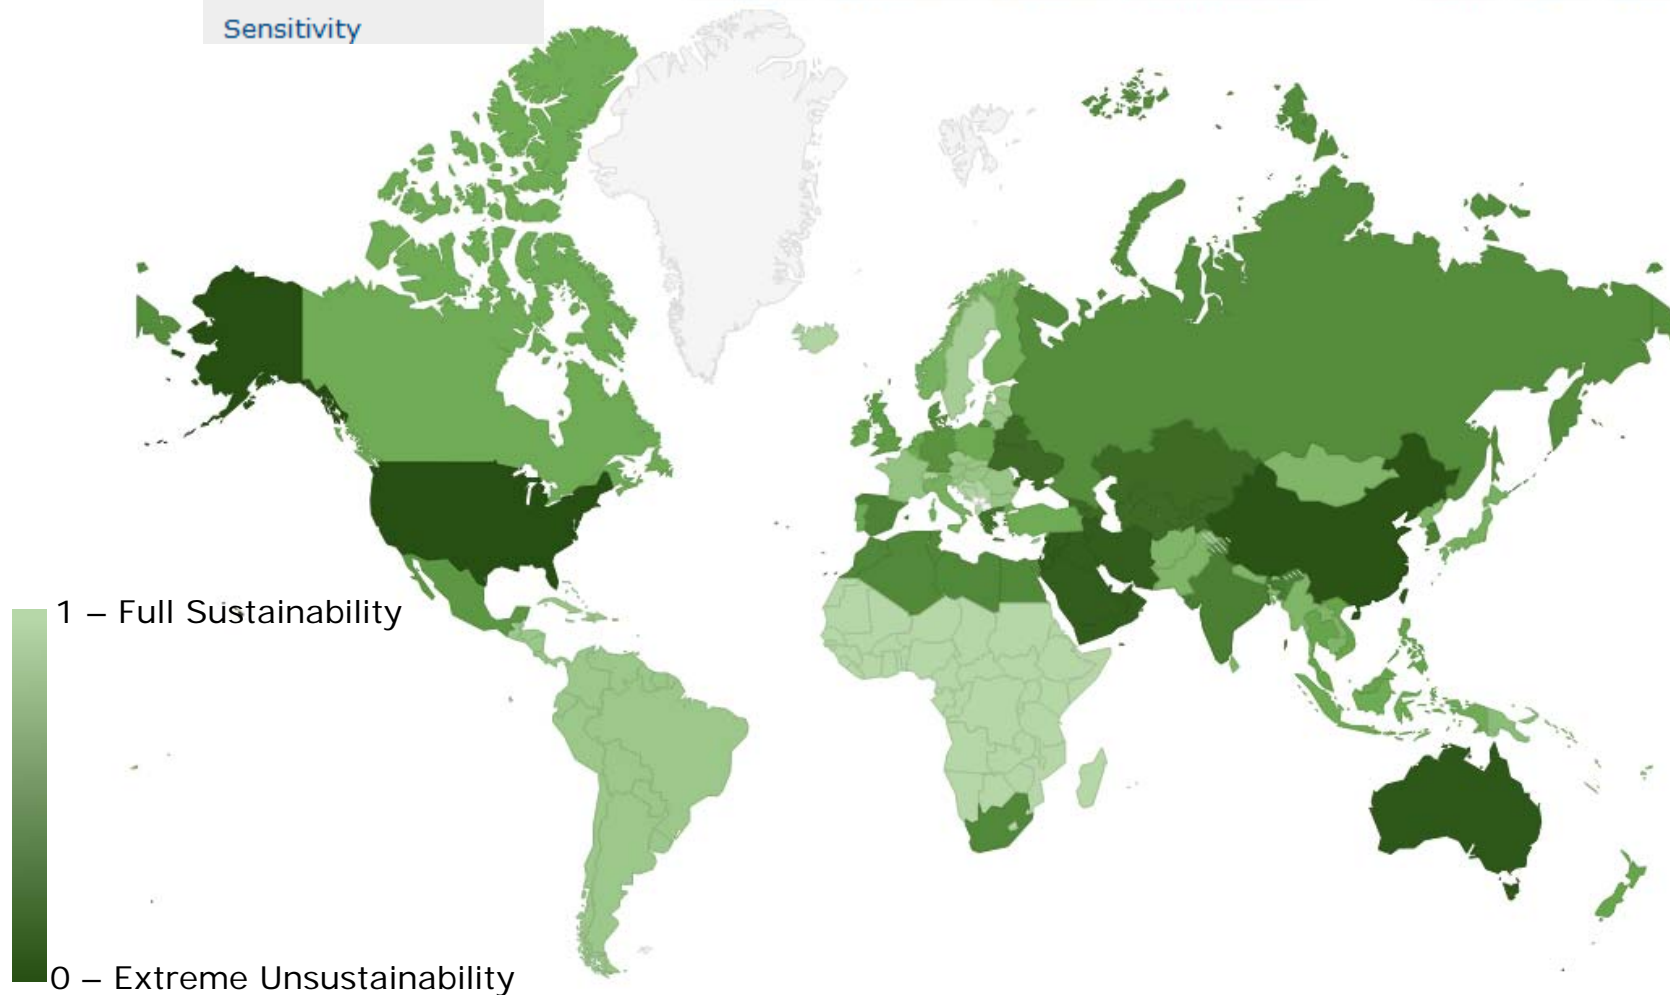 Sensitivity
1 – Full Sustainability
0 – Extreme Unsustainability